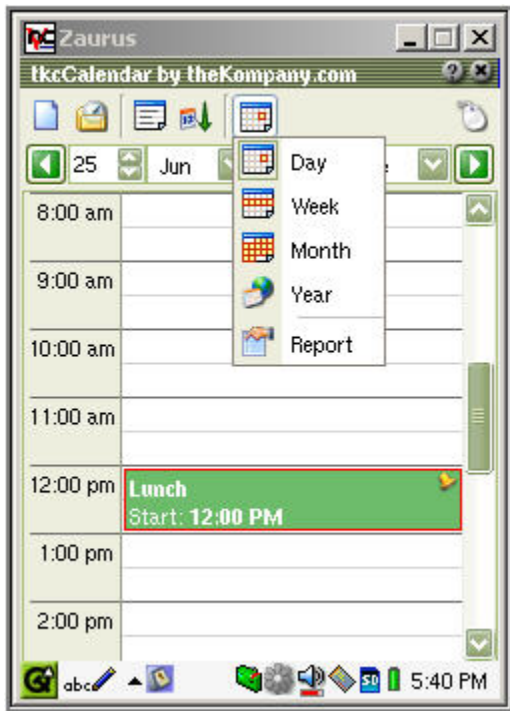 Zaurus
tkcCalendar by theKompany.com
25 Jun
Day
Week
Month
Year
Report
8:00 am
9:00 am
10:00 am
11:00 am
12:00 pm
Lunch
Start: 12:00 PM
1:00 pm
2:00 pm
abc
SD
5:40 PM